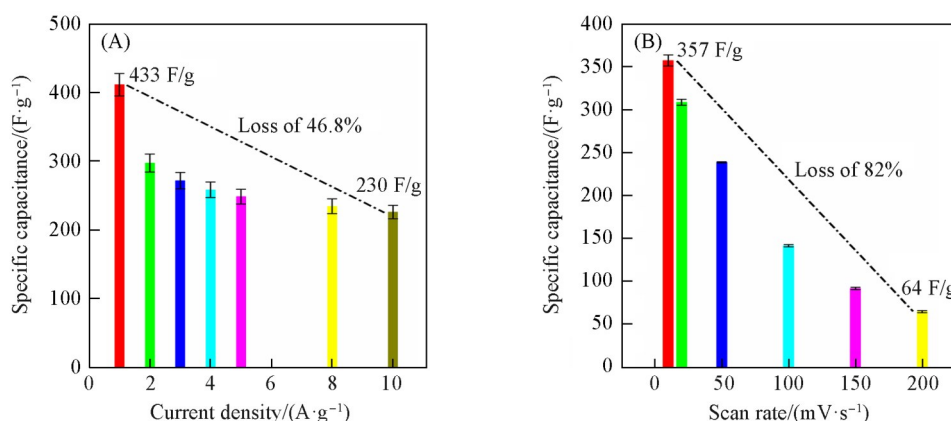 (A)
433 F/g
Loss of 46.8%
230 F/g
Specific capacitance/(F·g⁻¹)
500
400
300
200
100
0
0 2 4 6 8 10
Current density/(A·g⁻¹)
(B)
357 F/g
Loss of 82%
64 F/g
Specific capacitance/(F·g⁻¹)
400
350
300
250
200
150
100
50
0
0 50 100 150 200
Scan rate/(mV·s⁻¹)